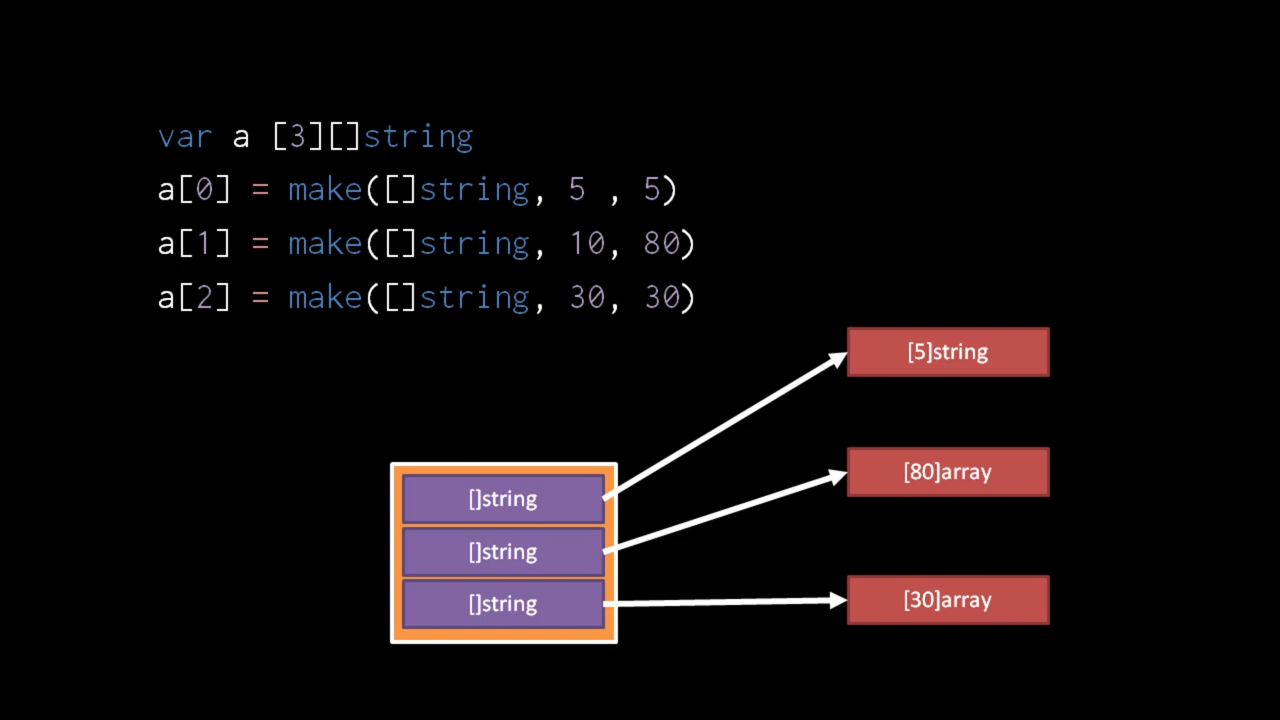 var a [3][]string
a[0] = make([]string, 5 , 5)
a[1] = make([]string, 10, 80)
a[2] = make([]string, 30, 30)
[5]string
[80]array
[]string
[]string
[]string
[30]array